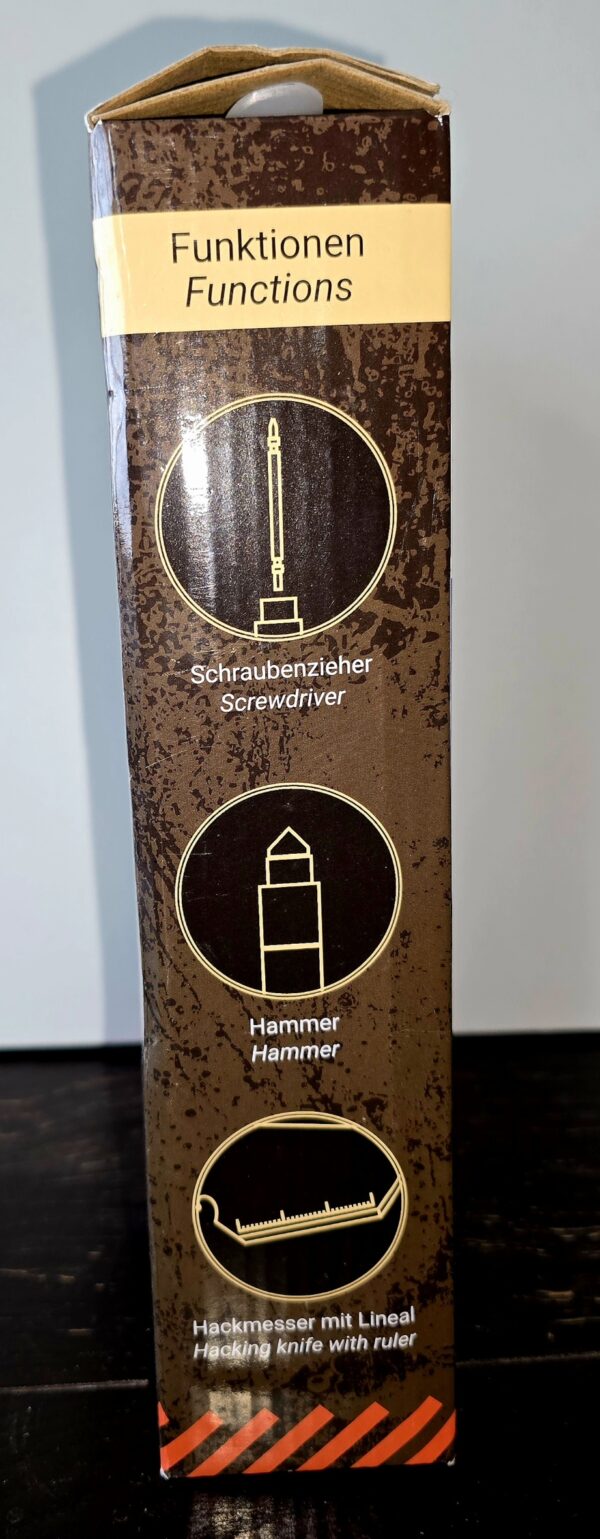 Funktionen
Functions
Schraubenzieher
Screwdriver
Hammer
Hammer
Hackmesser mit Lineal
Hacking knife with ruler